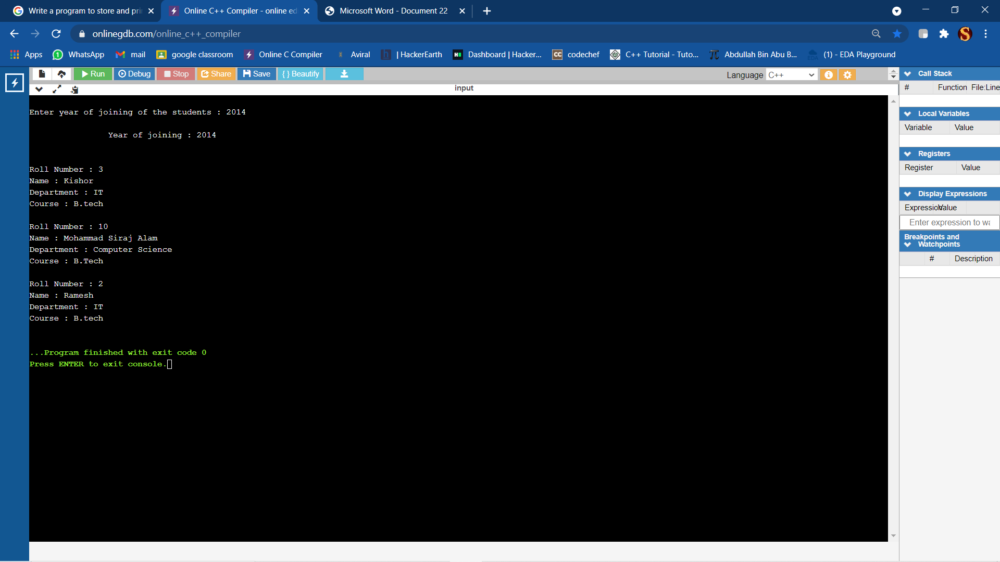 Write a program to store and pri
Online C++ Compiler - online ed
Microsoft Word - Document 22
onlinegdb.com/online_c++_compiler
Apps
WhatsApp
mail
google classroom
Online C Compiler
Aviral
| HackerEarth
Dashboard | Hacker...
codechef
C++ Tutorial - Tuto...
Abdullah Bin Abu B...
(1) - EDA Playground
Run
Debug
Stop
Share
Save
{ } Beautify
Language C++
input
Enter year of joining of the students : 2014
Year of joining : 2014
Roll Number : 3
Name : Kishor
Department : IT
Course : B.tech
Roll Number : 10
Name : Mohammad Siraj Alam
Department : Computer Science
Course : B.Tech
Roll Number : 2
Name : Ramesh
Department : IT
Course : B.tech
...Program finished with exit code 0
Press ENTER to exit console.
Call Stack
# Function File:Line
Local Variables
Variable Value
Registers
Register Value
Display Expressions
Expression Value
Enter expression to wa
Breakpoints and
Watchpoints
# Description